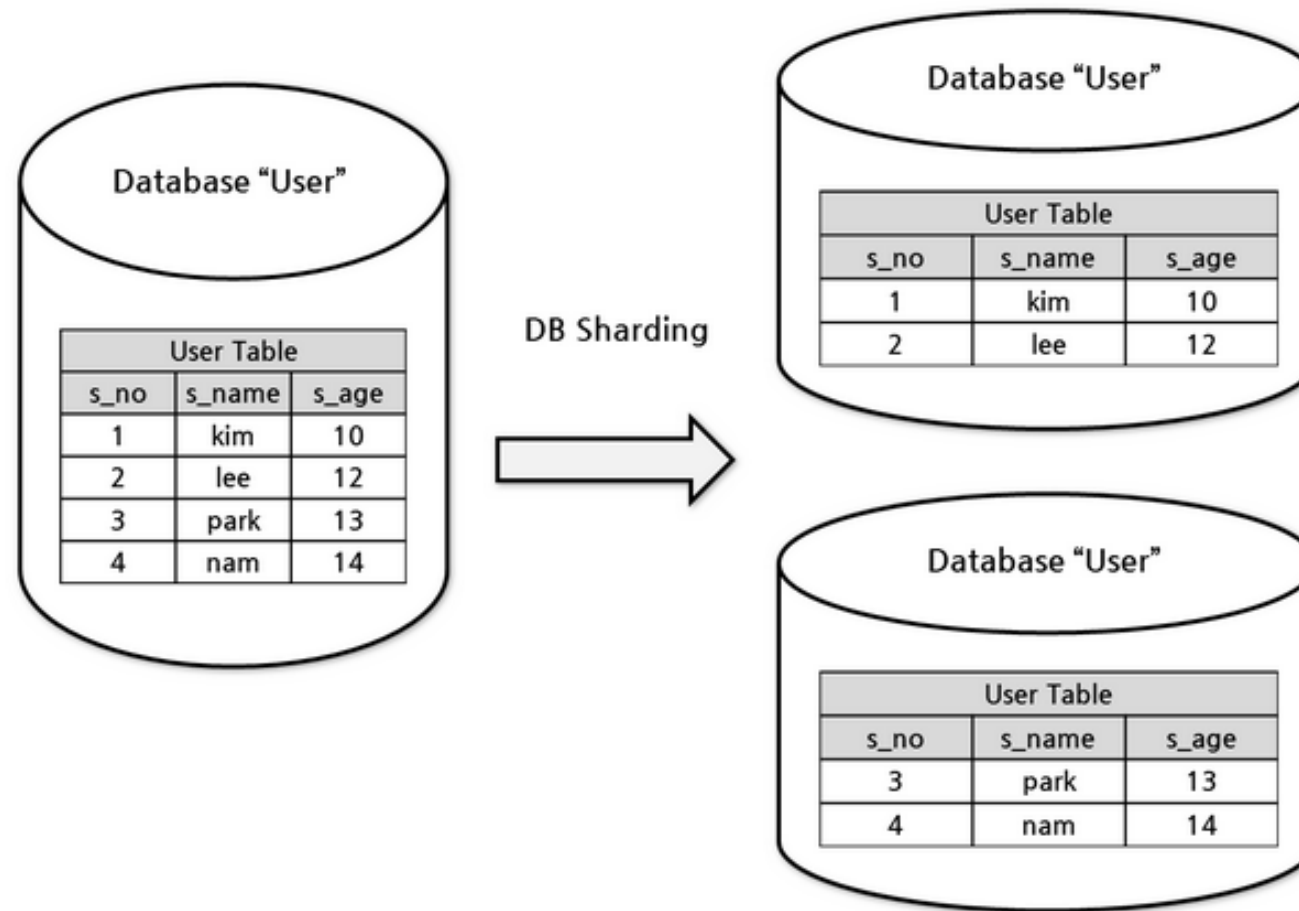 Database “User”
User Table
s_no s_name s_age
1 kim 10
2 lee 12
3 park 13
4 nam 14
DB Sharding
Database “User”
User Table
s_no s_name s_age
1 kim 10
2 lee 12
Database “User”
User Table
s_no s_name s_age
3 park 13
4 nam 14